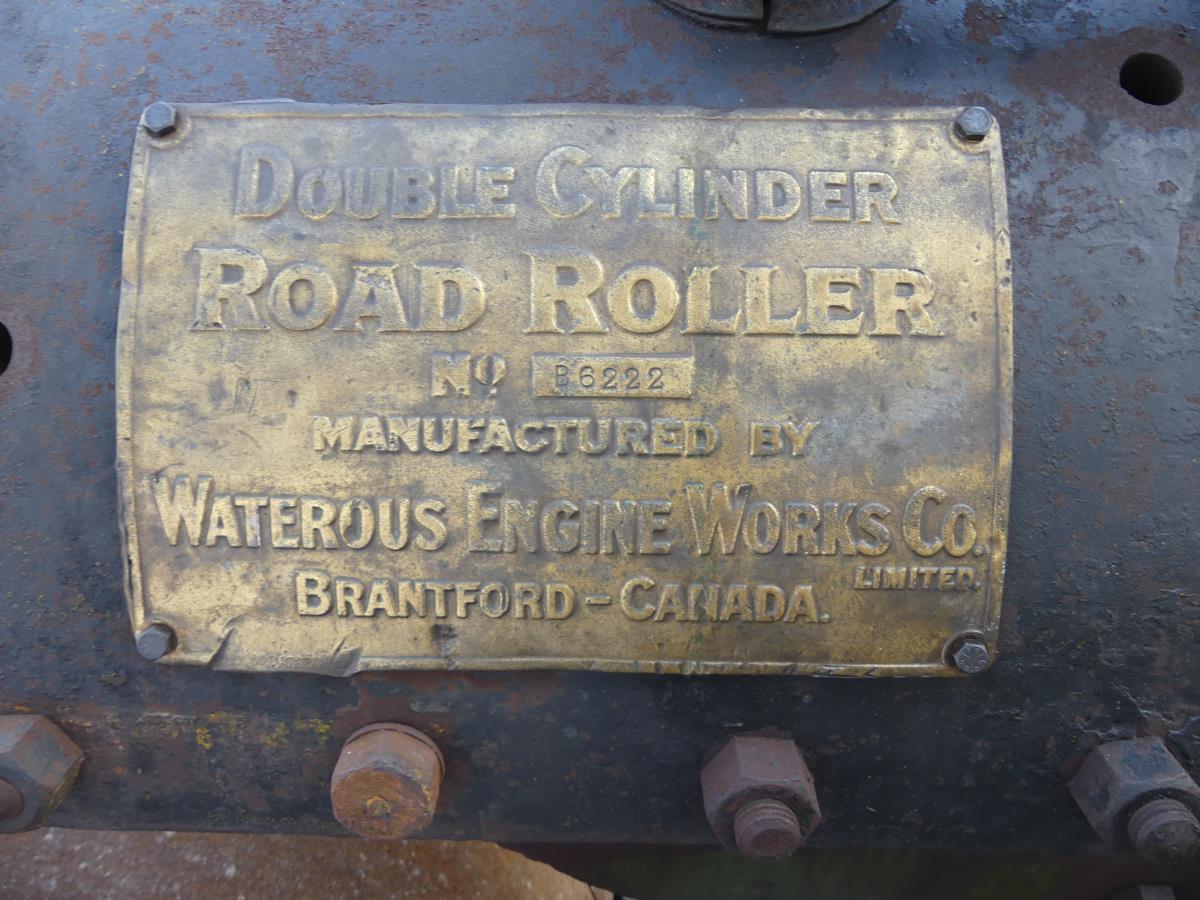 Double Cylinder
Road Roller
No B6222
Manufactured by
Waterous Engine Works Co.
Limited.
Brantford - Canada.